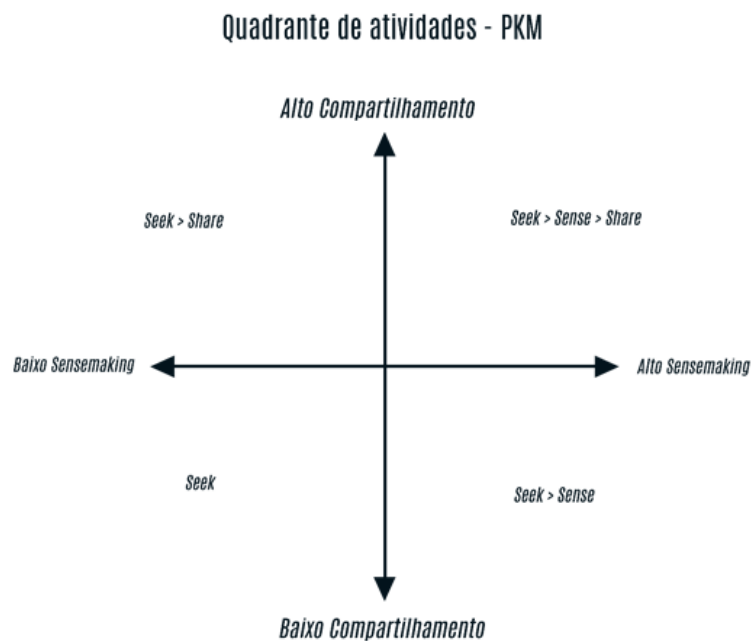 Quadrante de atividades - PKM
Alto Compartilhamento
Seek > Share
Seek > Sense > Share
Baixo Sensemaking
Alto Sensemaking
Seek
Seek > Sense
Baixo Compartilhamento